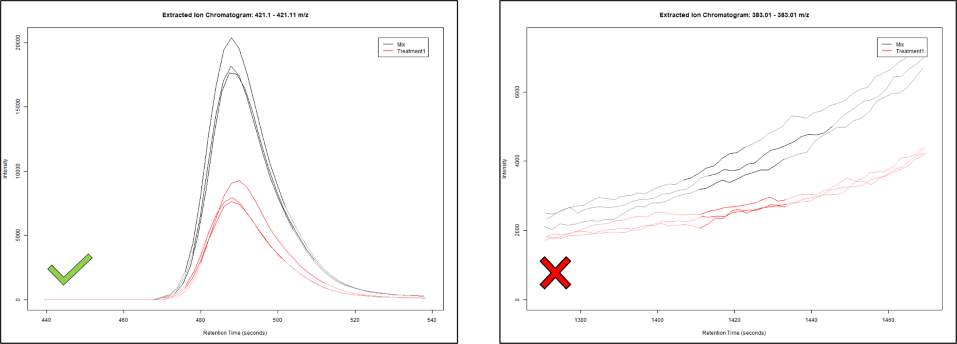 Extracted Ion Chromatogram: 421.1 - 421.11 m/z
Mix
Treatment1
Intensity
20000
15000
10000
5000
0
440
460
480
500
520
540
Retention Time (seconds)
Extracted Ion Chromatogram: 383.01 - 383.01 m/z
Mix
Treatment1
Intensity
6000
4000
2000
0
1380
1400
1420
1440
1460
Retention Time (seconds)